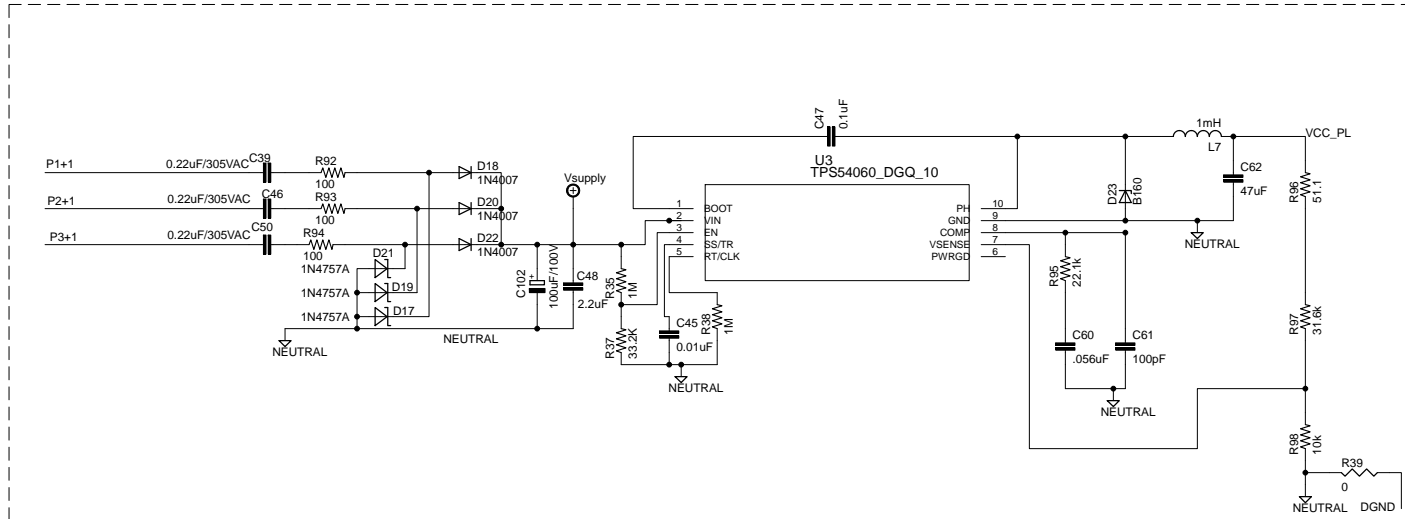 P1+1
0.22uF/305VAC
C39
R92
100
D18
1N4007
P2+1
0.22uF/305VAC
C46
R93
100
D20
1N4007
P3+1
0.22uF/305VAC
C50
R94
100
D22
1N4007
D21
1N4757A
D19
1N4757A
D17
1N4757A
NEUTRAL
NEUTRAL
Vsupply
C102
+
100uF/100V
C48
2.2uF
R35
1M
R37
33.2K
C45
0.01uF
R38
1M
NEUTRAL
C47
0.1uF
U3
TPS54060_DGQ_10
1 BOOT
2 VIN
3 EN
4 SS/TR
5 RT/CLK
PH 10
GND 9
COMP 8
VSENSE 7
PWRGD 6
R95
22.1k
C60
.056uF
C61
100pF
NEUTRAL
D23
B160
1mH
L7
VCC_PL
C62
47uF
NEUTRAL
R96
51.1
R97
31.6k
R98
10k
R39
0
NEUTRAL
DGND